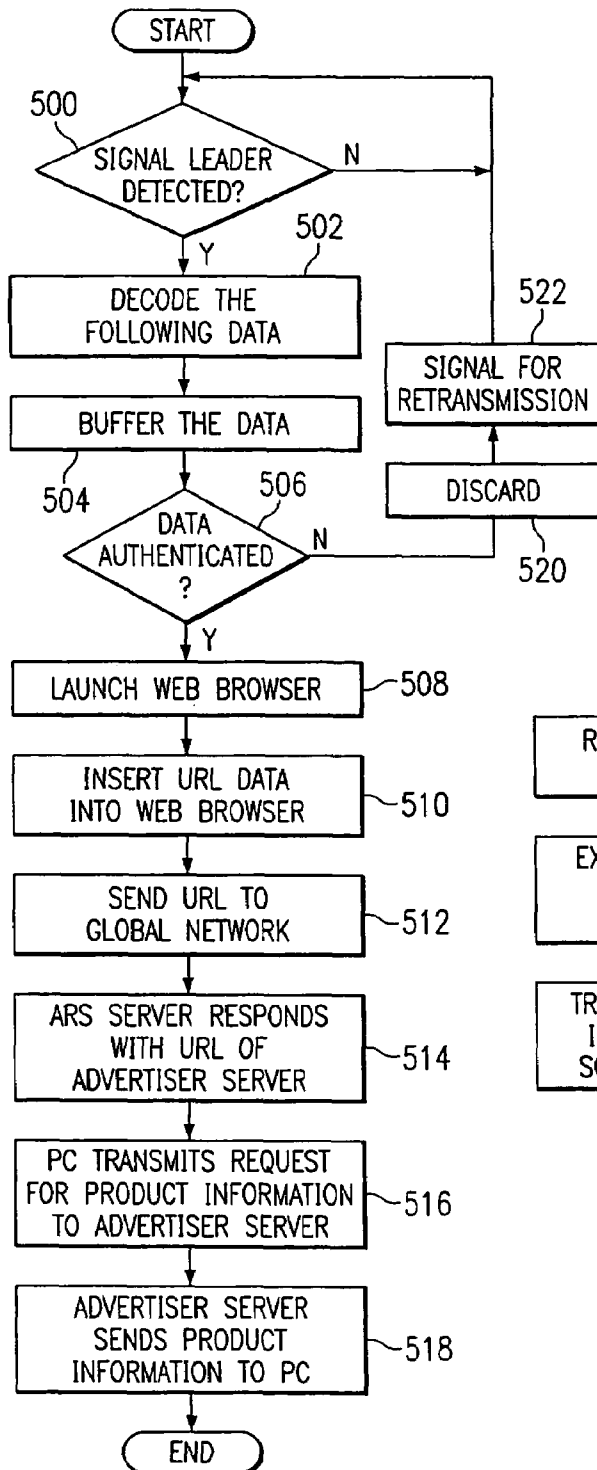 START
500
SIGNAL LEADER
DETECTED?
N
Y
502
DECODE THE
FOLLOWING DATA
522
SIGNAL FOR
RETRANSMISSION
BUFFER THE DATA
504
506
DISCARD
520
DATA
AUTHENTICATED
?
N
Y
LAUNCH WEB BROWSER
508
INSERT URL DATA
INTO WEB BROWSER
510
SEND URL TO
GLOBAL NETWORK
512
ARS SERVER RESPONDS
WITH URL OF
ADVERTISER SERVER
514
PC TRANSMITS REQUEST
FOR PRODUCT INFORMATION
TO ADVERTISER SERVER
516
ADVERTISER SERVER
SENDS PRODUCT
INFORMATION TO PC
518
END
R
EX
TR
I
SC